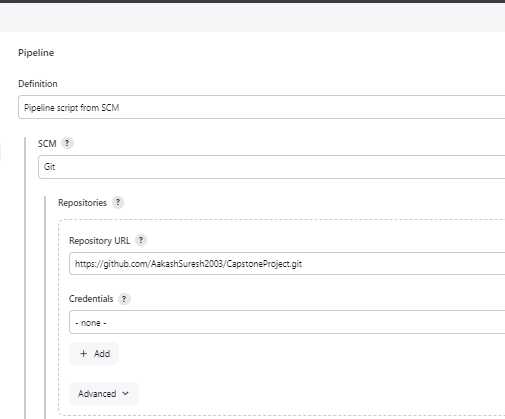 Pipeline
Definition
Pipeline script from SCM
SCM ?
Git
Repositories ?
Repository URL ?
https://github.com/AakashSuresh2003/CapstoneProject.git
Credentials ?
- none -
+ Add
Advanced